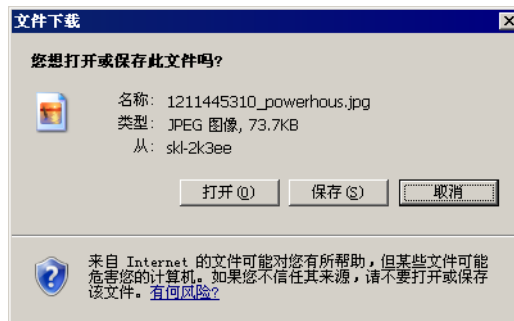 文件下载
您想打开或保存此文件吗?
名称: 1211445310_powerhous.jpg
类型: JPEG 图像, 73.7KB
从: skl-2k3ee
打开(O) 保存(S) 取消
来自 Internet 的文件可能对您有所帮助，但某些文件可能
危害您的计算机。如果您不信任其来源，请不要打开或保存
该文件。有何风险?